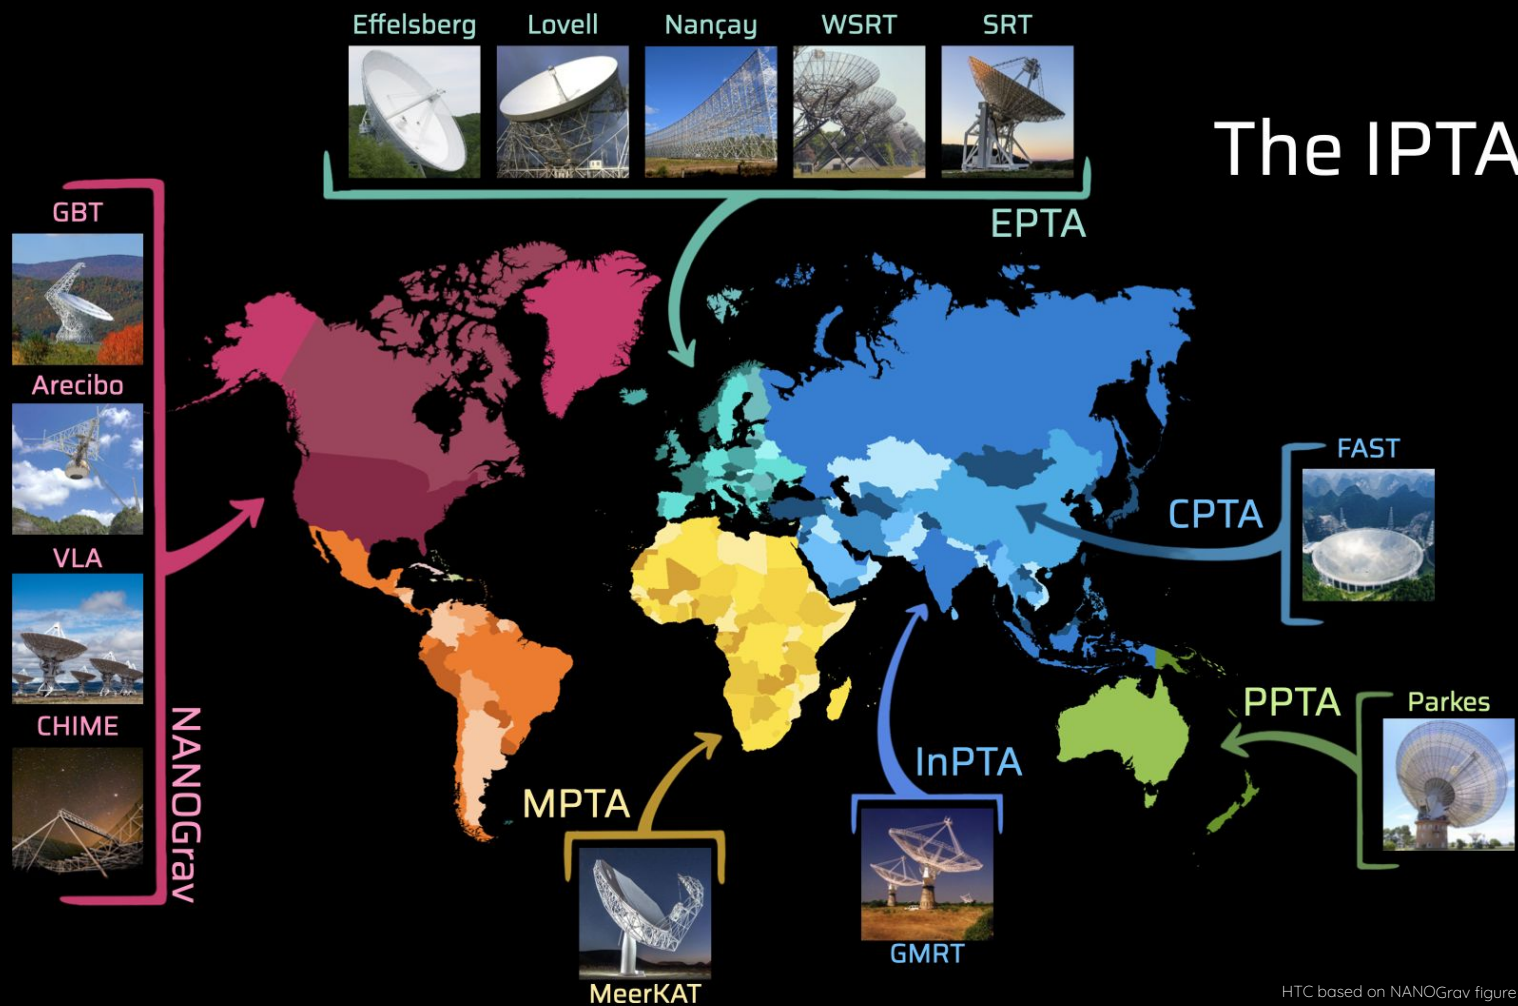 Effelsberg
Lovell
Nançay
WSRT
SRT
The IPTA
EPTA
GBT
Arecibo
VLA
CHIME
NANOGrav
FAST
CPTA
PPTA
Parkes
InPTA
GMRT
MPTA
MeerKAT
HTC based on NANOGrav figure